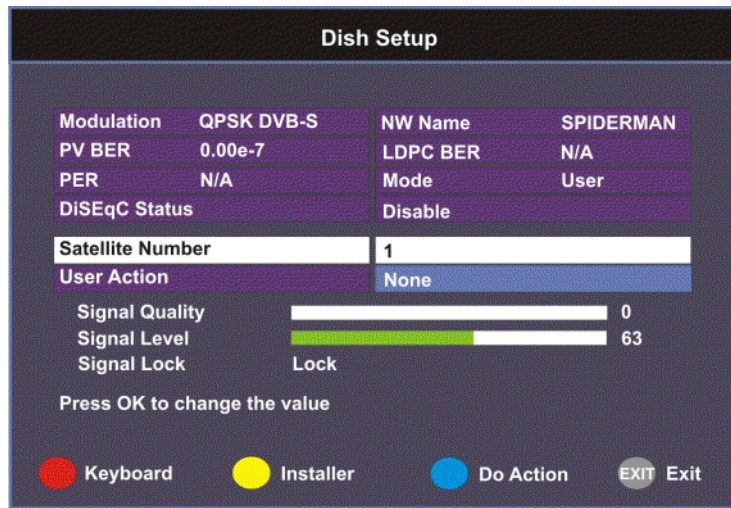 Dish Setup
Modulation QPSK DVB-S NW Name SPIDERMAN
PV BER 0.00e-7 LDPC BER N/A
PER N/A Mode User
DiSEqC Status Disable
Satellite Number 1
User Action None
Signal Quality 0
Signal Level 63
Signal Lock Lock
Press OK to change the value
Keyboard Installer Do Action EXIT Exit